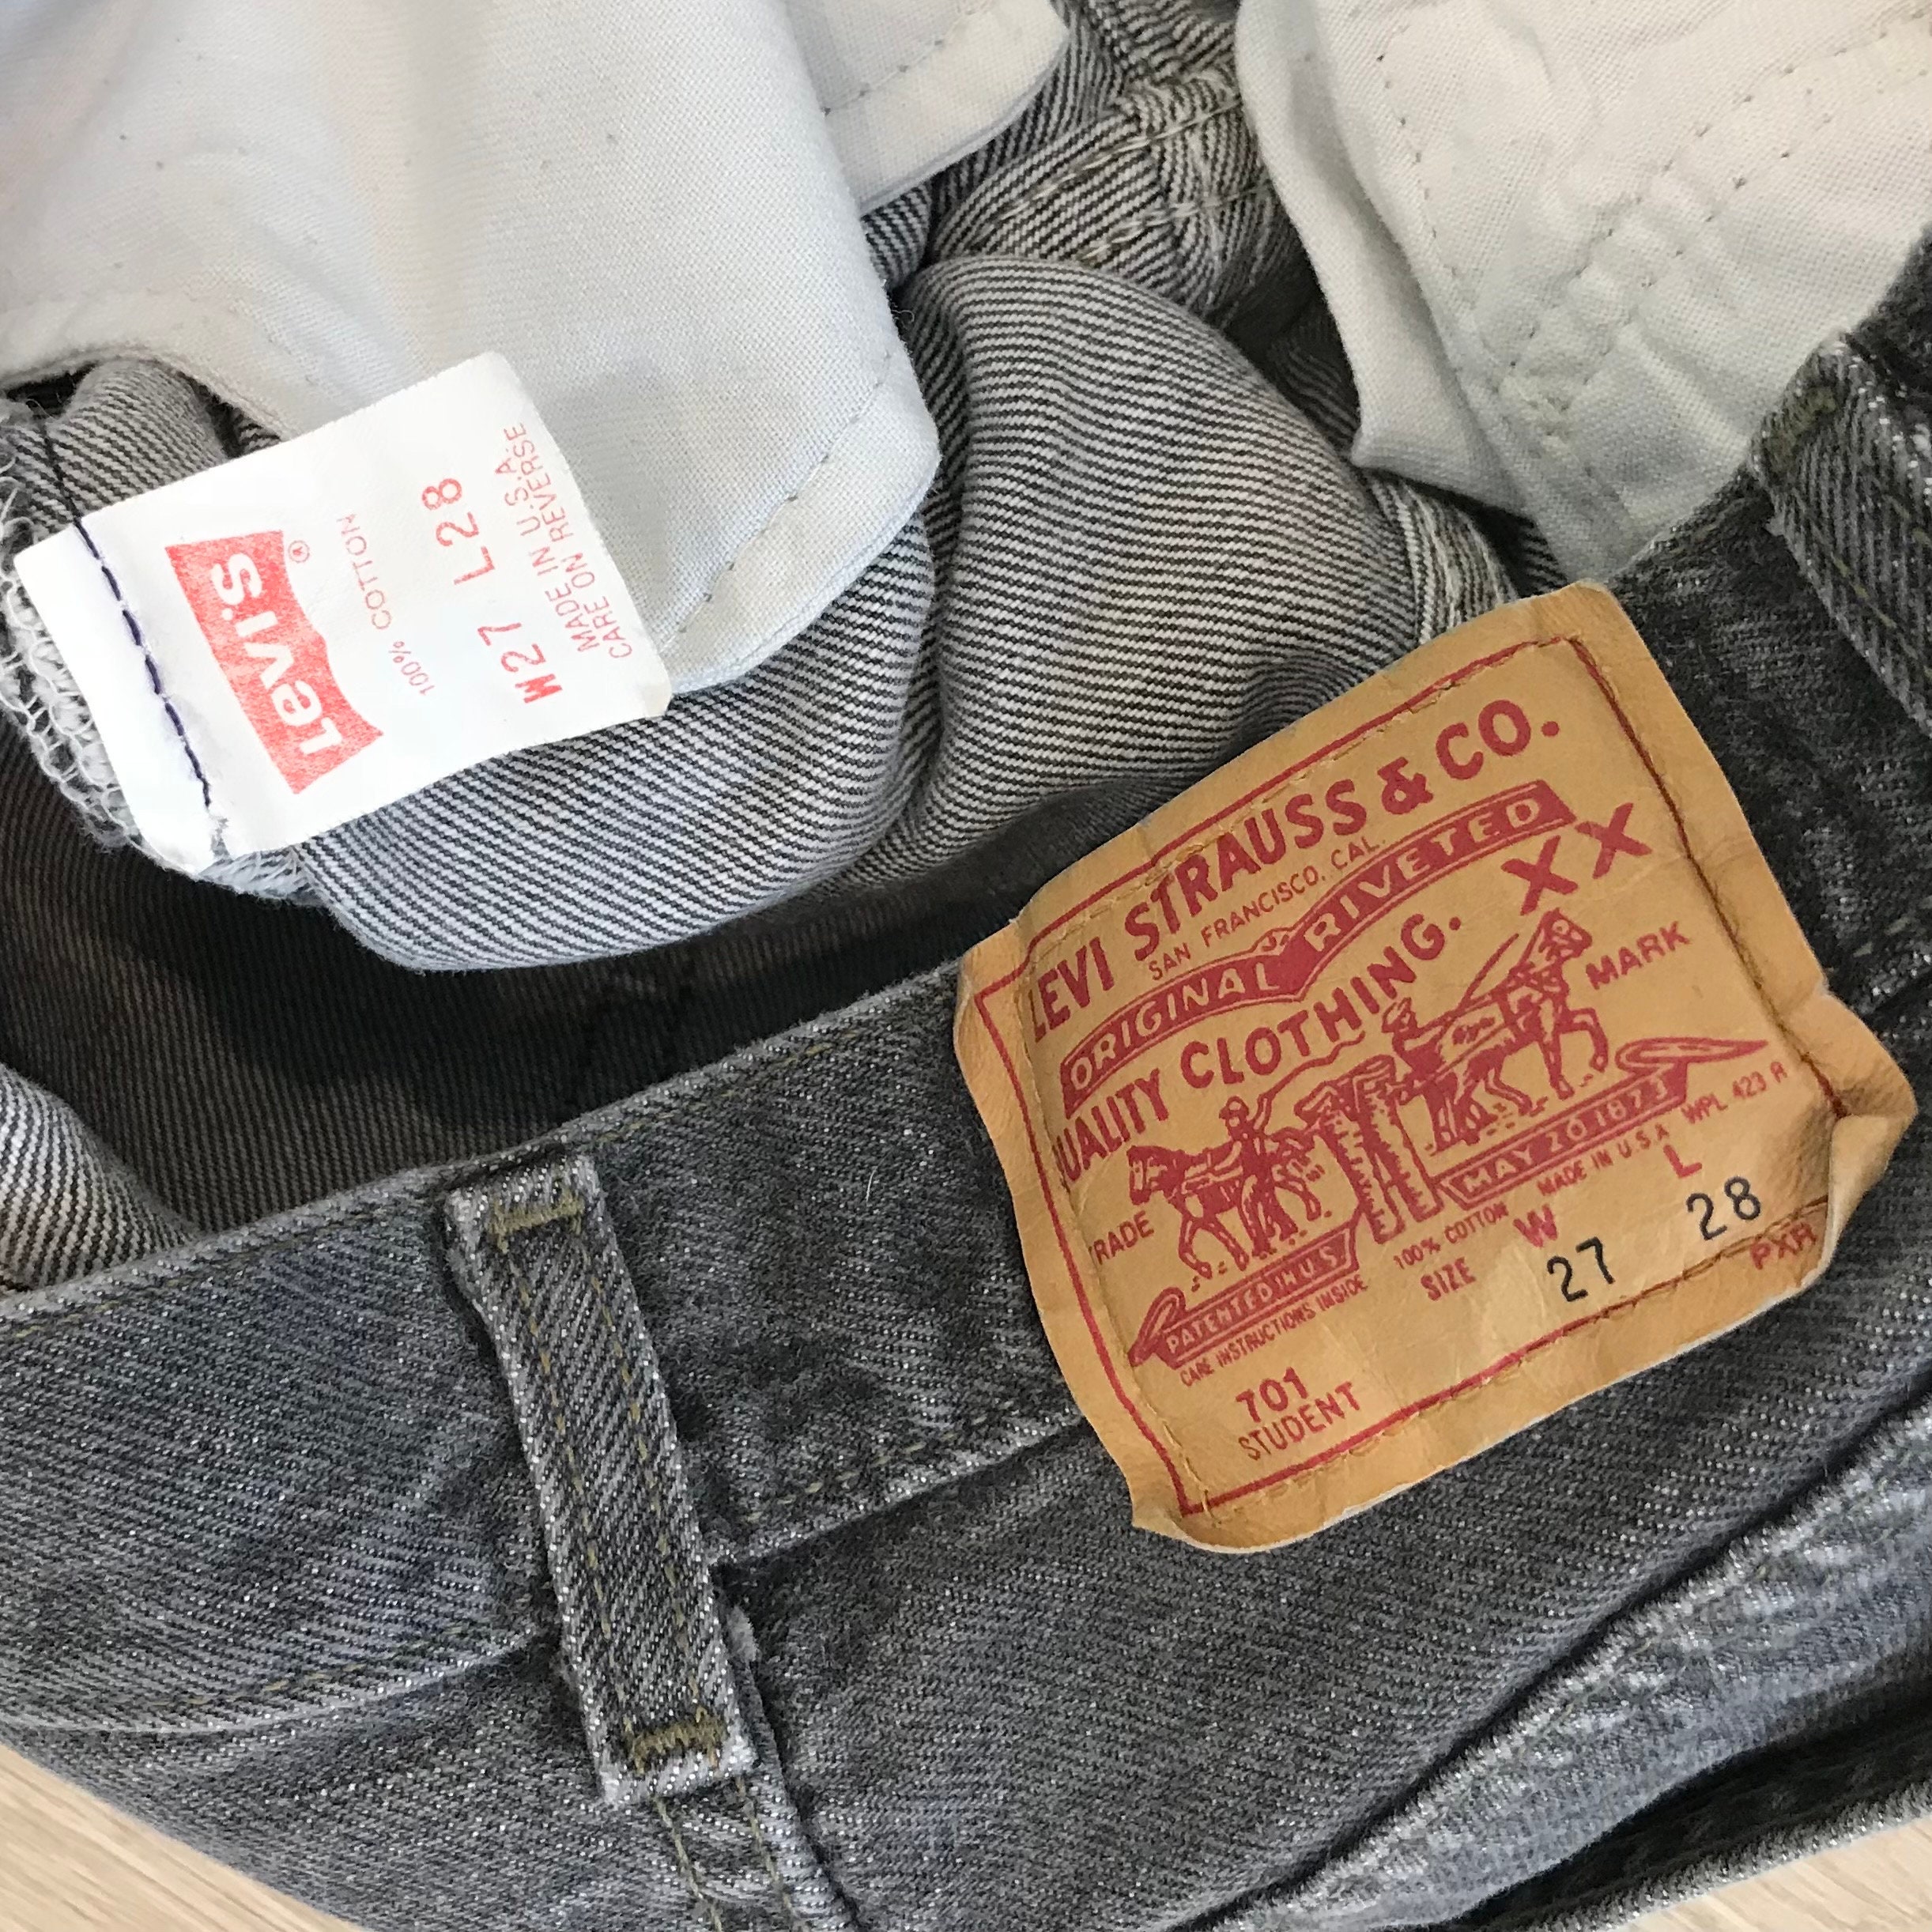 Levi's ®
100% COTTON
W27 L28
MADE IN U.S.A.
CARE ON REVERSE
LEVI STRAUSS & CO.
SAN FRANCISCO, CAL.
ORIGINAL RIVETED
QUALITY CLOTHING. XX
TRADE MARK
PATENTED IN U.S. MAY 20 1873
CARE INSTRUCTIONS INSIDE 100% COTTON MADE IN U.S.A WPL 423 R
SIZE W L
27 28
PXR
701
STUDENT